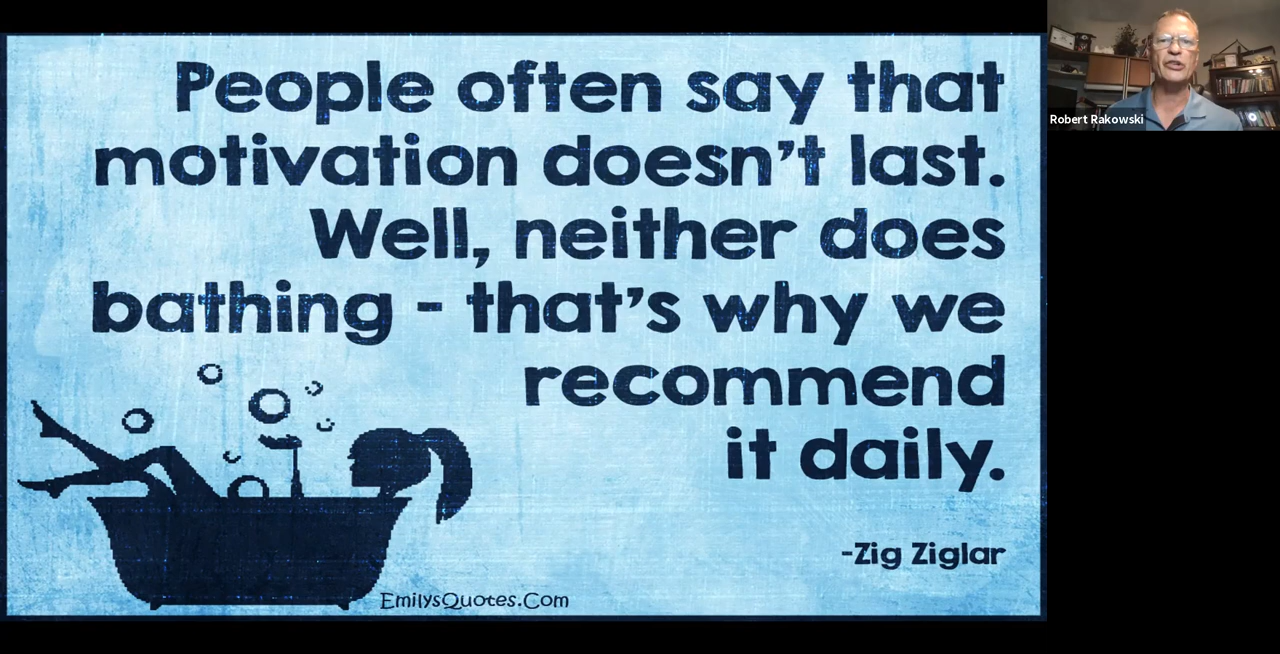 People often say that
motivation doesn't last.
Well, neither does
bathing - that's why we
recommend
it daily.
-Zig Ziglar
EmilysQuotes.Com
Robert Rakowski